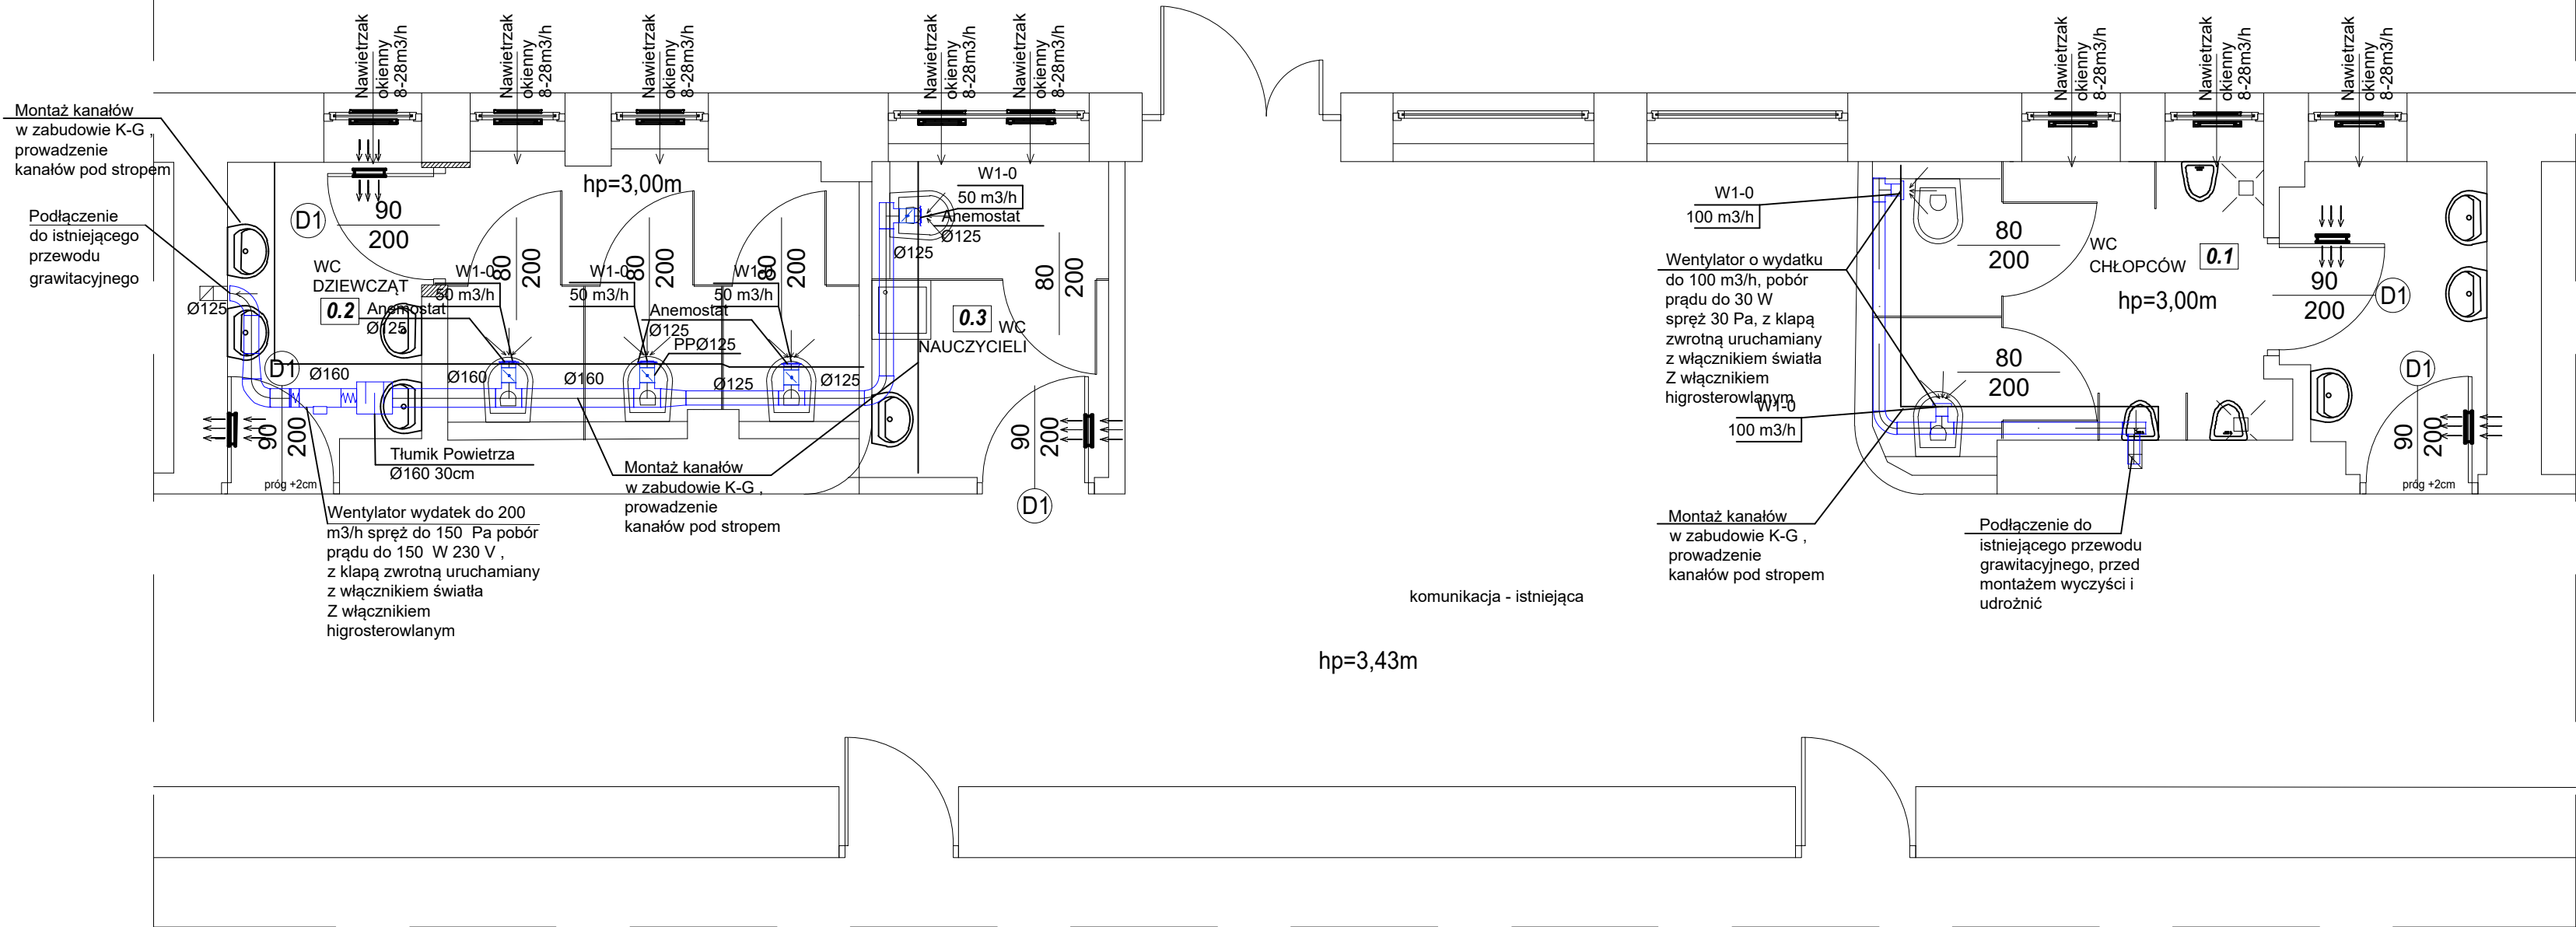 Nawietrzak
okienny
8-28m3/h
Nawietrzak
okienny
8-28m3/h
Nawietrzak
okienny
8-28m3/h
Nawietrzak
okienny
8-28m3/h
Nawietrzak
okienny
8-28m3/h
Nawietrzak
okienny
8-28m3/h
Nawietrzak
okienny
8-28m3/h
Nawietrzak
okienny
8-28m3/h
Montaż kanałów
w zabudowie K-G ,
prowadzenie
kanałów pod stropem
Podłączenie
do istniejącego
przewodu
grawitacyjnego
Ø125
D1
90
200
hp=3,00m
WC
DZIEWCZĄT
0.2
Anemostat
Ø125
W1-0
50 m3/h
80
200
W1-0
50 m3/h
80
200
W1-0
50 m3/h
80
200
Anemostat
Ø125
PPØ125
D1
Ø160
Ø160
Ø160
Ø125
Ø125
90
200
próg +2cm
Tłumik Powietrza
Ø160 30cm
Wentylator wydatek do 200
m3/h spręż do 150 Pa pobór
prądu do 150 W 230 V ,
z klapą zwrotną uruchamiany
z włącznikiem światła
Z włącznikiem
higrosterowlanym
Montaż kanałów
w zabudowie K-G ,
prowadzenie
kanałów pod stropem
W1-0
50 m3/h
Anemostat
Ø125
Ø125
80
200
0.3
WC
NAUCZYCIELI
90
200
D1
W1-0
100 m3/h
Wentylator o wydatku
do 100 m3/h, pobór
prądu do 30 W
spręż 30 Pa, z klapą
zwrotną uruchamiany
z włącznikiem światła
Z włącznikiem
higrosterowlanym
W1-0
100 m3/h
80
200
WC
CHŁOPCÓW
0.1
hp=3,00m
80
200
90
200
D1
D1
90
200
próg +2cm
Montaż kanałów
w zabudowie K-G ,
prowadzenie
kanałów pod stropem
Podłączenie do
istniejącego przewodu
grawitacyjnego, przed
montażem wyczyści i
udrożnić
komunikacja - istniejąca
hp=3,43m